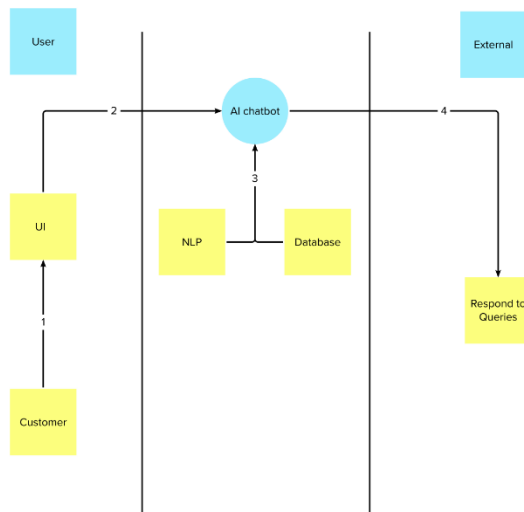 User
External
2
AI chatbot
4
3
UI
NLP
Database
Respond to
Queries
1
Customer